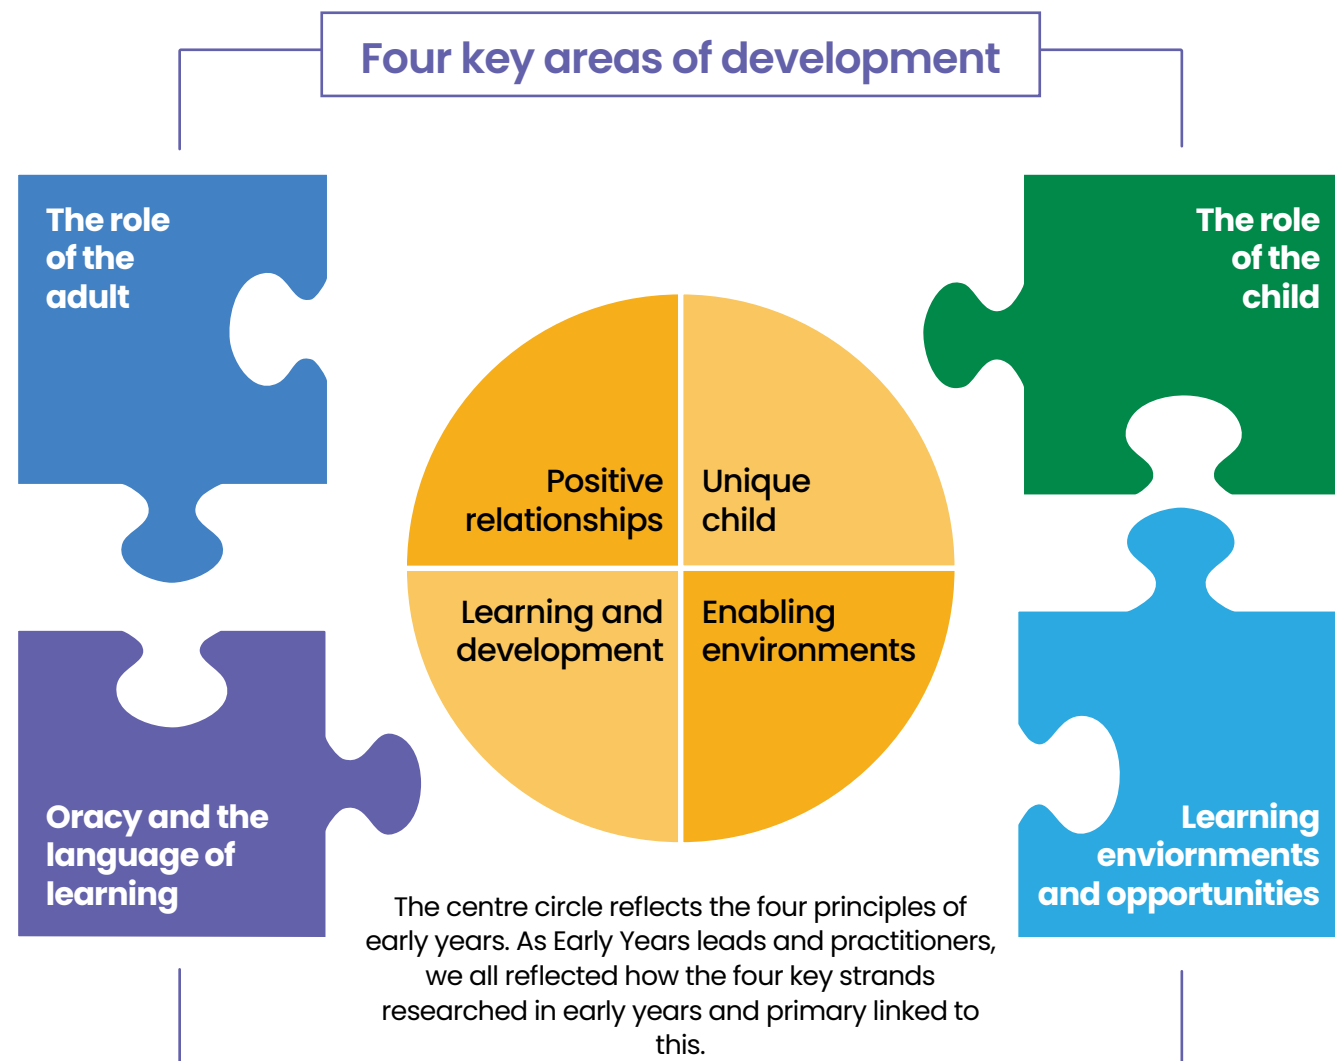 Four key areas of development
The role
of the
adult
The role
of the
child
Positive
relationships
Unique
child
Learning and
development
Enabling
environments
Oracy and the
language of
learning
Learning
enviornments
and opportunities
The centre circle reflects the four principles of
early years. As Early Years leads and practitioners,
we all reflected how the four key strands
researched in early years and primary linked to
this.